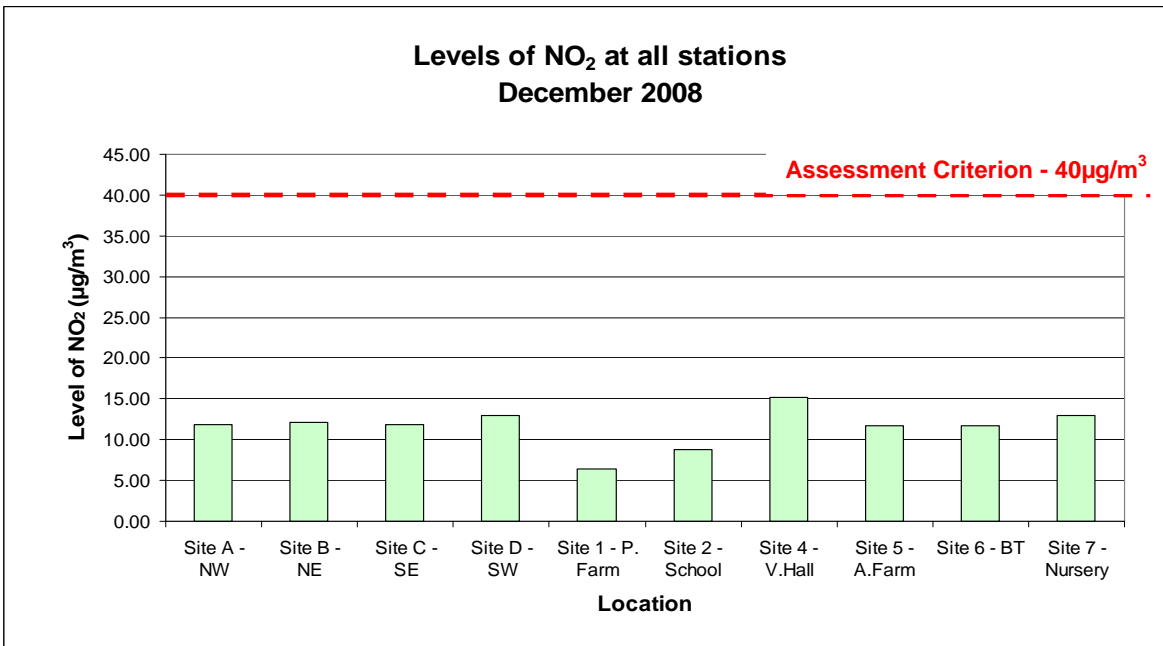 Levels of NO₂ at all stations
December 2008
Assessment Criterion - 40µg/m³
Level of NO₂ (µg/m³)
45.00
40.00
35.00
30.00
25.00
20.00
15.00
10.00
5.00
0.00
Site A - NW
Site B - NE
Site C - SE
Site D - SW
Site 1 - P. Farm
Site 2 - School
Site 4 - V.Hall
Site 5 - A.Farm
Site 6 - BT
Site 7 - Nursery
Location